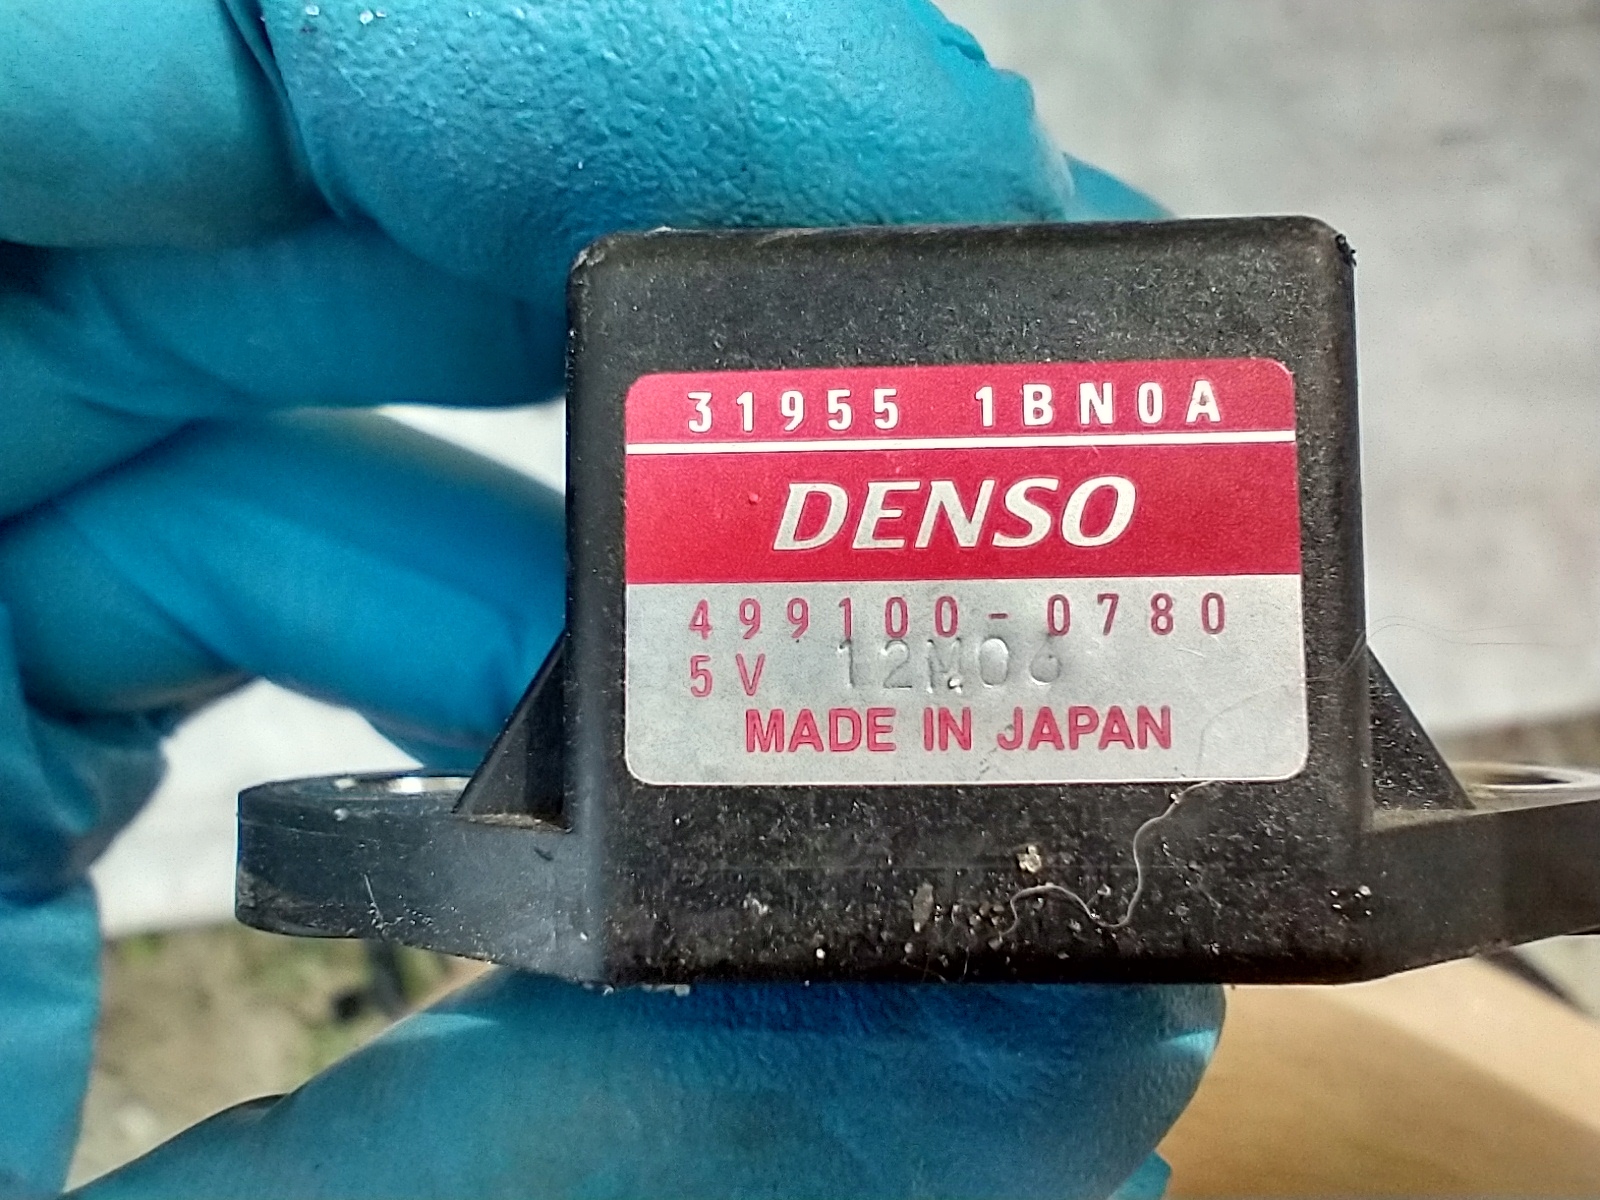 31955 1BN0A
DENSO
499100-0780
5V 12M06
MADE IN JAPAN